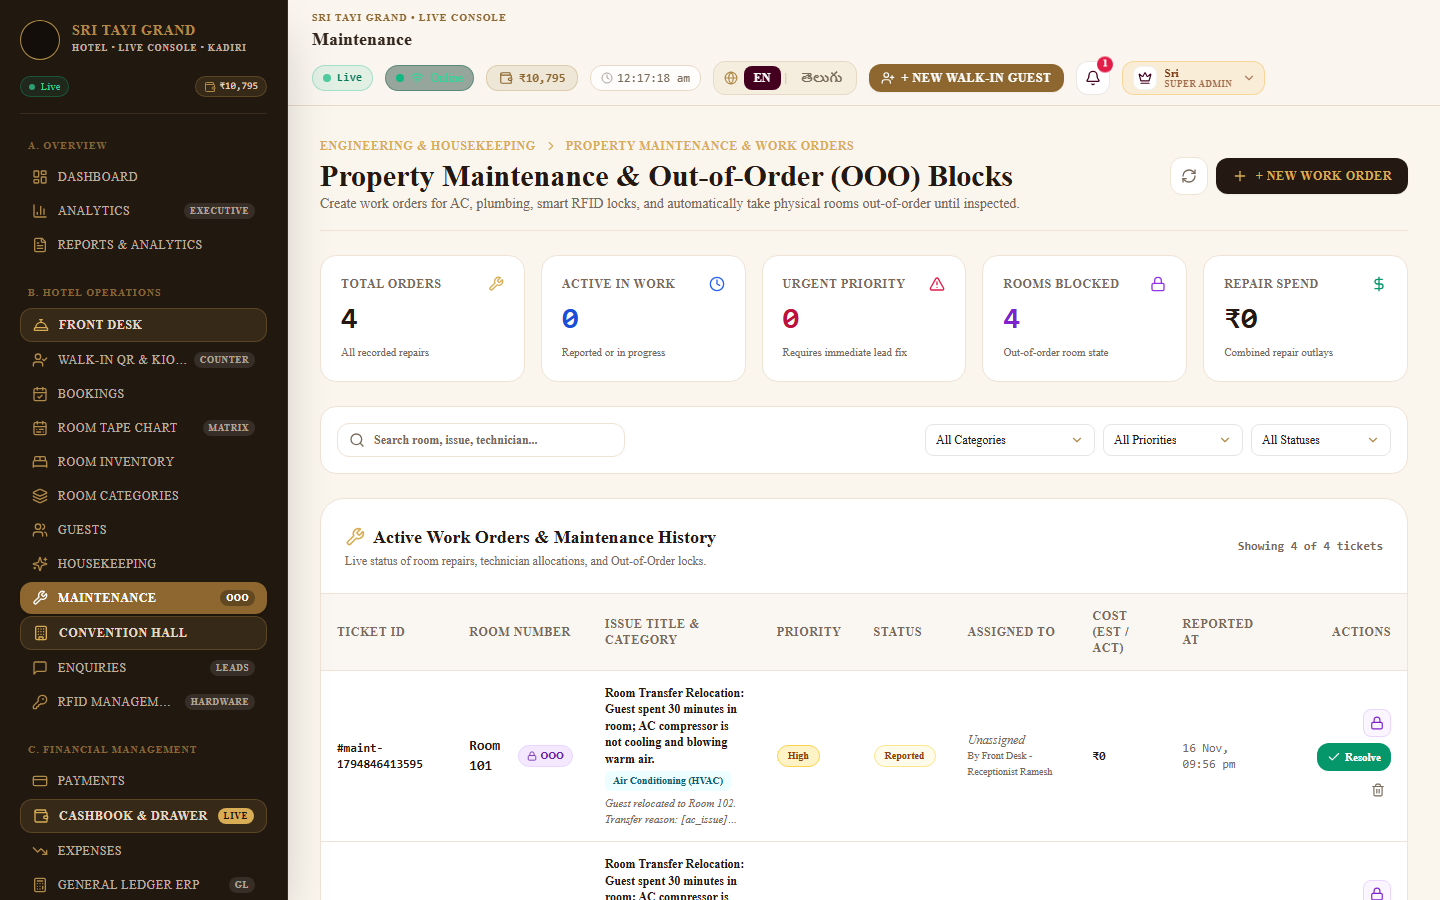 SRI TAYI GRAND
HOTEL • LIVE CONSOLE • KADIRI
Live
₹10,795
A. OVERVIEW
DASHBOARD
ANALYTICS
EXECUTIVE
REPORTS & ANALYTICS
B. HOTEL OPERATIONS
FRONT DESK
WALK-IN QR & KIO...
COUNTER
BOOKINGS
ROOM TAPE CHART
MATRIX
ROOM INVENTORY
ROOM CATEGORIES
GUESTS
HOUSEKEEPING
MAINTENANCE
OOO
CONVENTION HALL
ENQUIRIES
LEADS
RFID MANAGEM...
HARDWARE
C. FINANCIAL MANAGEMENT
PAYMENTS
CASHBOOK & DRAWER
LIVE
EXPENSES
GENERAL LEDGER ERP
GL
SRI TAYI GRAND • LIVE CONSOLE
Maintenance
Live
₹10,795
12:17:18 am
EN
తెలుగు
+ NEW WALK-IN GUEST
1
Sri
SUPER ADMIN
ENGINEERING & HOUSEKEEPING
PROPERTY MAINTENANCE & WORK ORDERS
Property Maintenance & Out-of-Order (OOO) Blocks
Create work orders for AC, plumbing, smart RFID locks, and automatically take physical rooms out-of-order until inspected.
+ NEW WORK ORDER
TOTAL ORDERS
4
All recorded repairs
ACTIVE IN WORK
0
Reported or in progress
URGENT PRIORITY
0
Requires immediate lead fix
ROOMS BLOCKED
4
Out-of-order room state
REPAIR SPEND
₹0
Combined repair outlays
Search room, issue, technician...
All Categories
All Priorities
All Statuses
Active Work Orders & Maintenance History
Live status of room repairs, technician allocations, and Out-of-Order locks.
Showing 4 of 4 tickets
TICKET ID
ROOM NUMBER
ISSUE TITLE &
CATEGORY
PRIORITY
STATUS
ASSIGNED TO
COST
(EST /
ACT)
REPORTED
AT
ACTIONS
#maint-
1794846413595
Room
101
OOO
Room Transfer Relocation:
Guest spent 30 minutes in
room; AC compressor is
not cooling and blowing
warm air.
Air Conditioning (HVAC)
Guest relocated to Room 102.
Transfer reason: [ac_issue]...
High
Reported
Unassigned
By Front Desk -
Receptionist Ramesh
₹0
16 Nov,
09:56 pm
Resolve
Room Transfer Relocation:
Guest spent 30 minutes in
room; AC compressor is